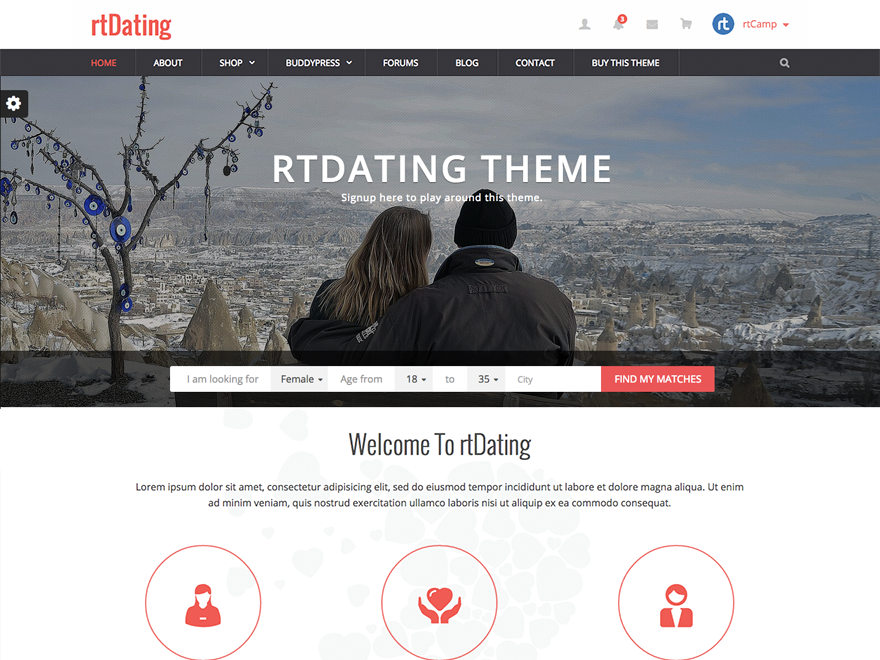 rtDating
3
rt
rtCamp
HOME
ABOUT
SHOP
BUDDYPRESS
FORUMS
BLOG
CONTACT
BUY THIS THEME
RTDATING THEME
Signup here to play around this theme.
I am looking for
Female
Age from
18
to
35
City
FIND MY MATCHES
Welcome To rtDating
Lorem ipsum dolor sit amet, consectetur adipisicing elit, sed do eiusmod tempor incididunt ut labore et dolore magna aliqua. Ut enim
ad minim veniam, quis nostrud exercitation ullamco laboris nisi ut aliquip ex ea commodo consequat.